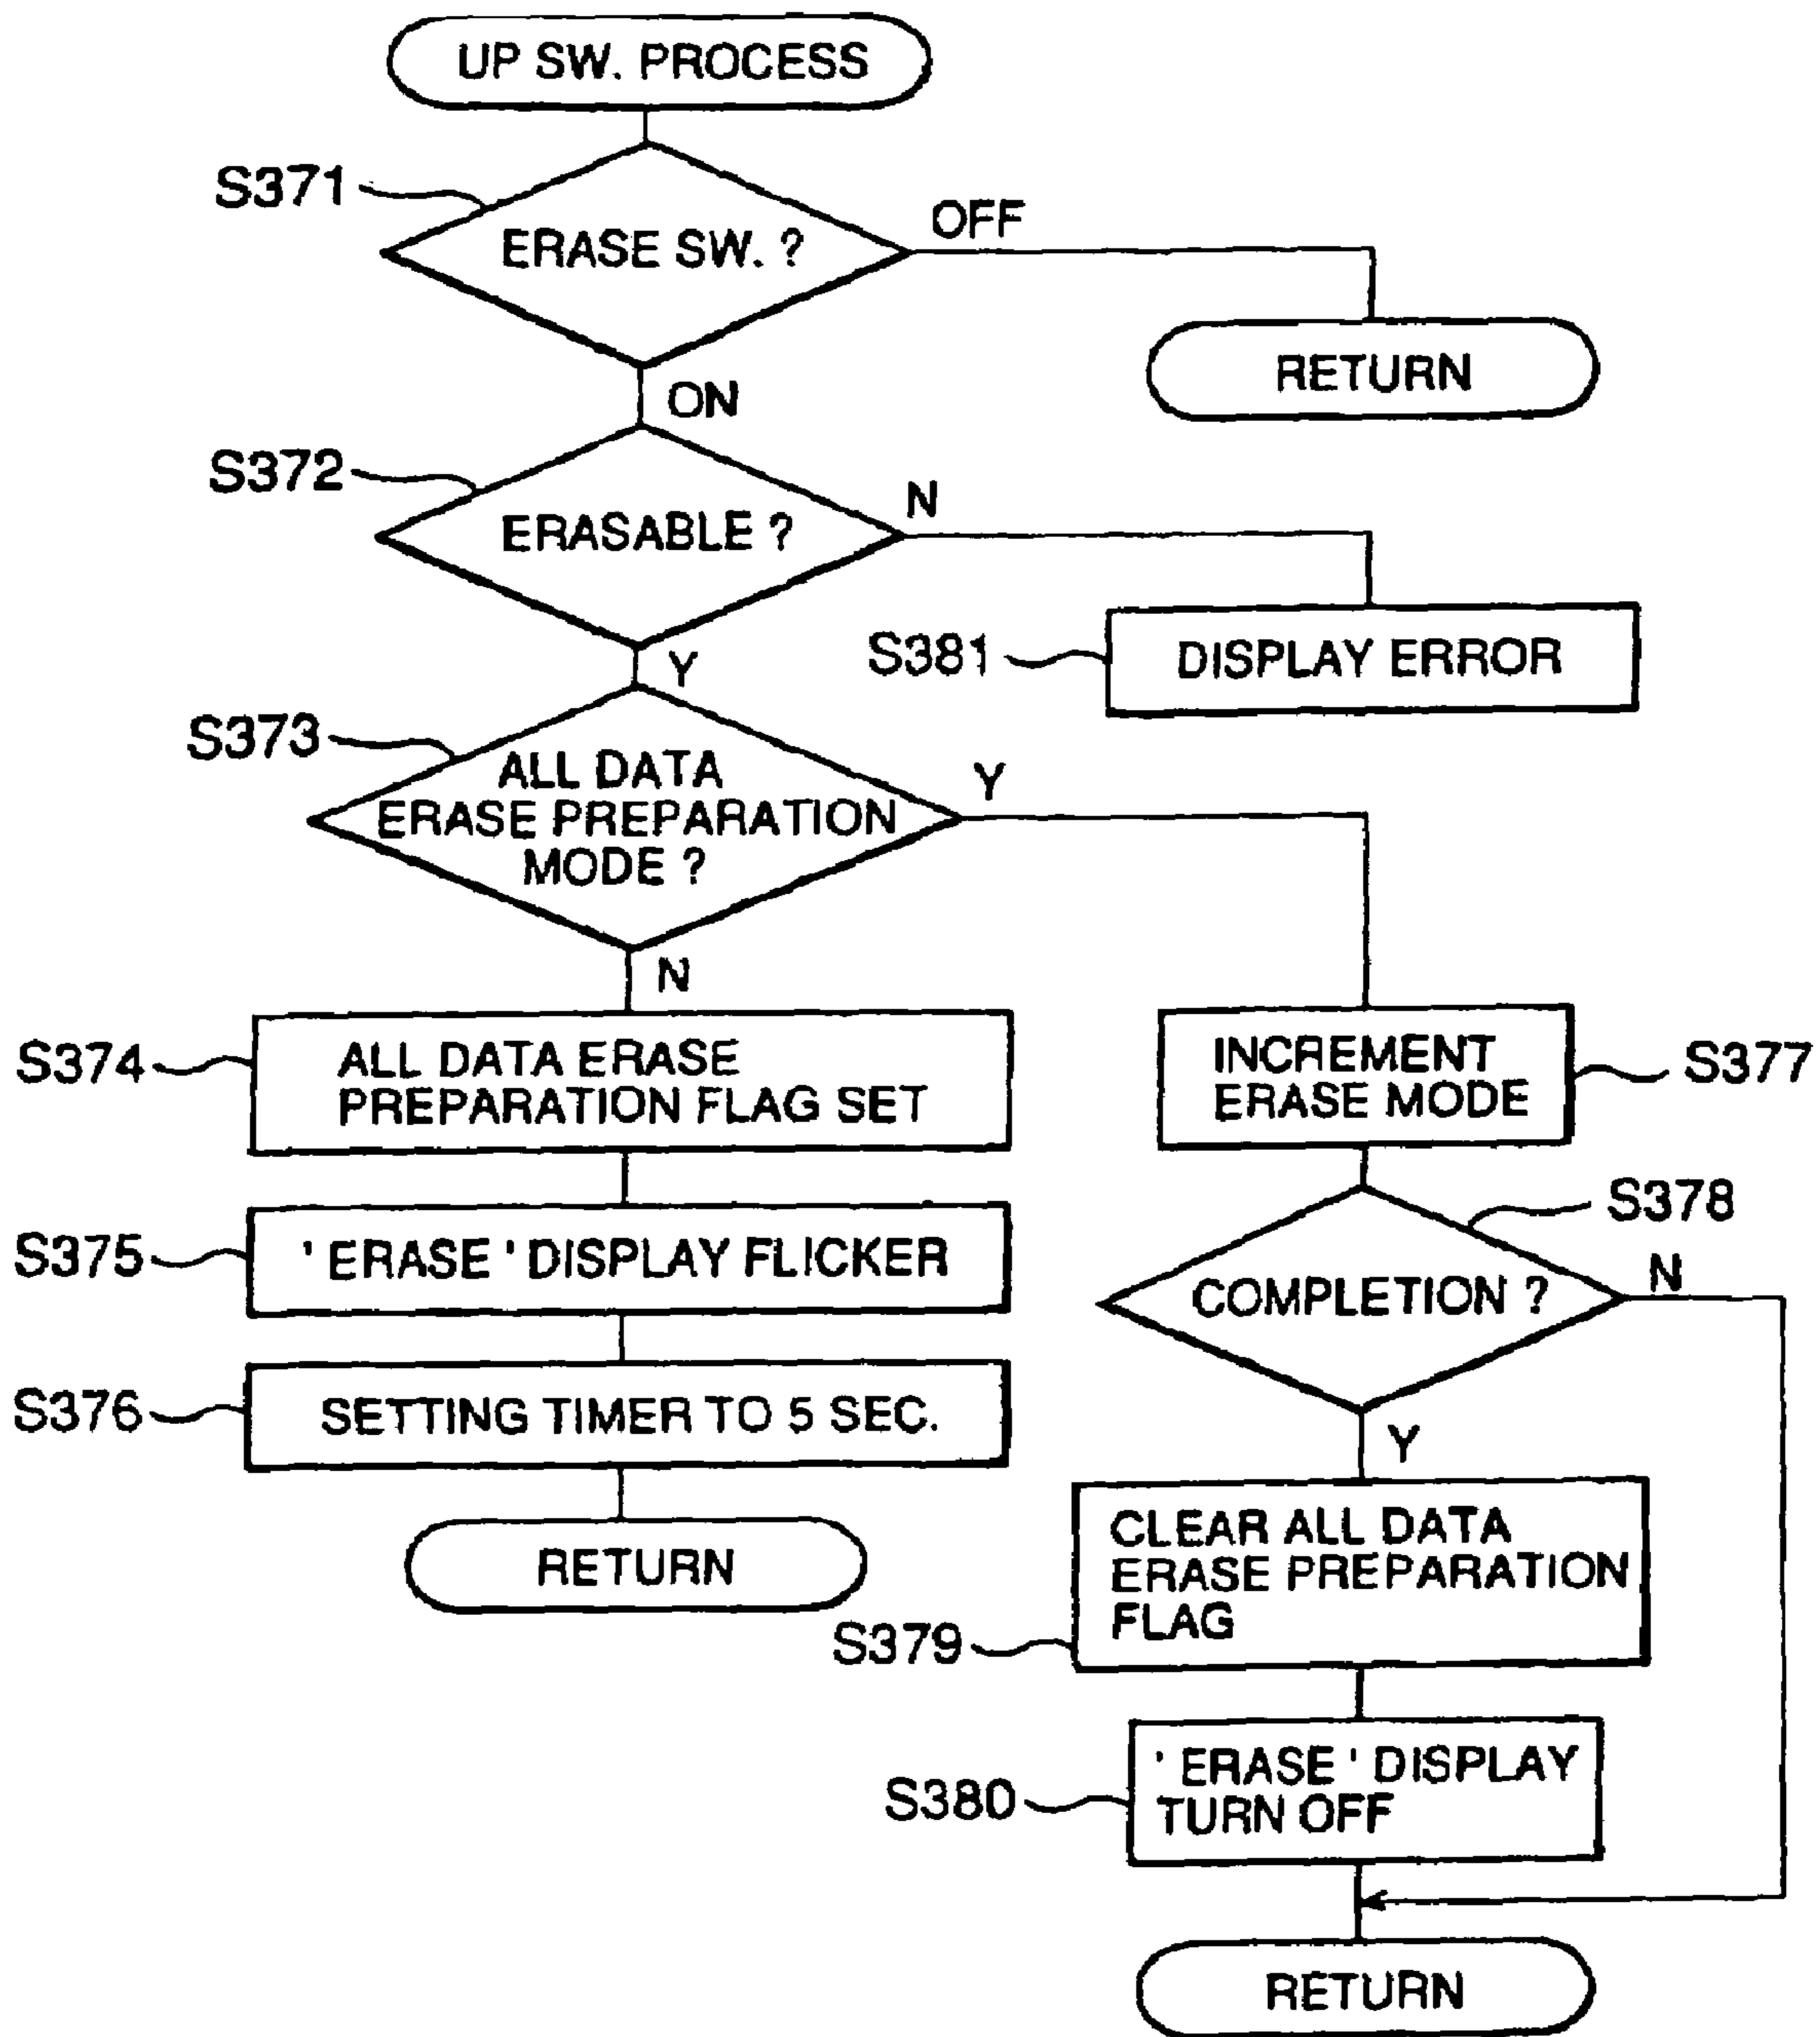 UP SW. PROCESS
S371
ERASE SW. ?
OFF
RETURN
ON
S372
ERASABLE ?
N
S381
DISPLAY ERROR
Y
S373
ALL DATA
ERASE PREPARATION
MODE ?
Y
N
S374
ALL DATA ERASE
PREPARATION FLAG SET
INCREMENT
ERASE MODE
S377
S375
' ERASE ' DISPLAY FLICKER
S378
COMPLETION ?
N
S376
SETTING TIMER TO 5 SEC.
Y
RETURN
CLEAR ALL DATA
ERASE PREPARATION
FLAG
S379
' ERASE ' DISPLAY
TURN OFF
S380
RETURN